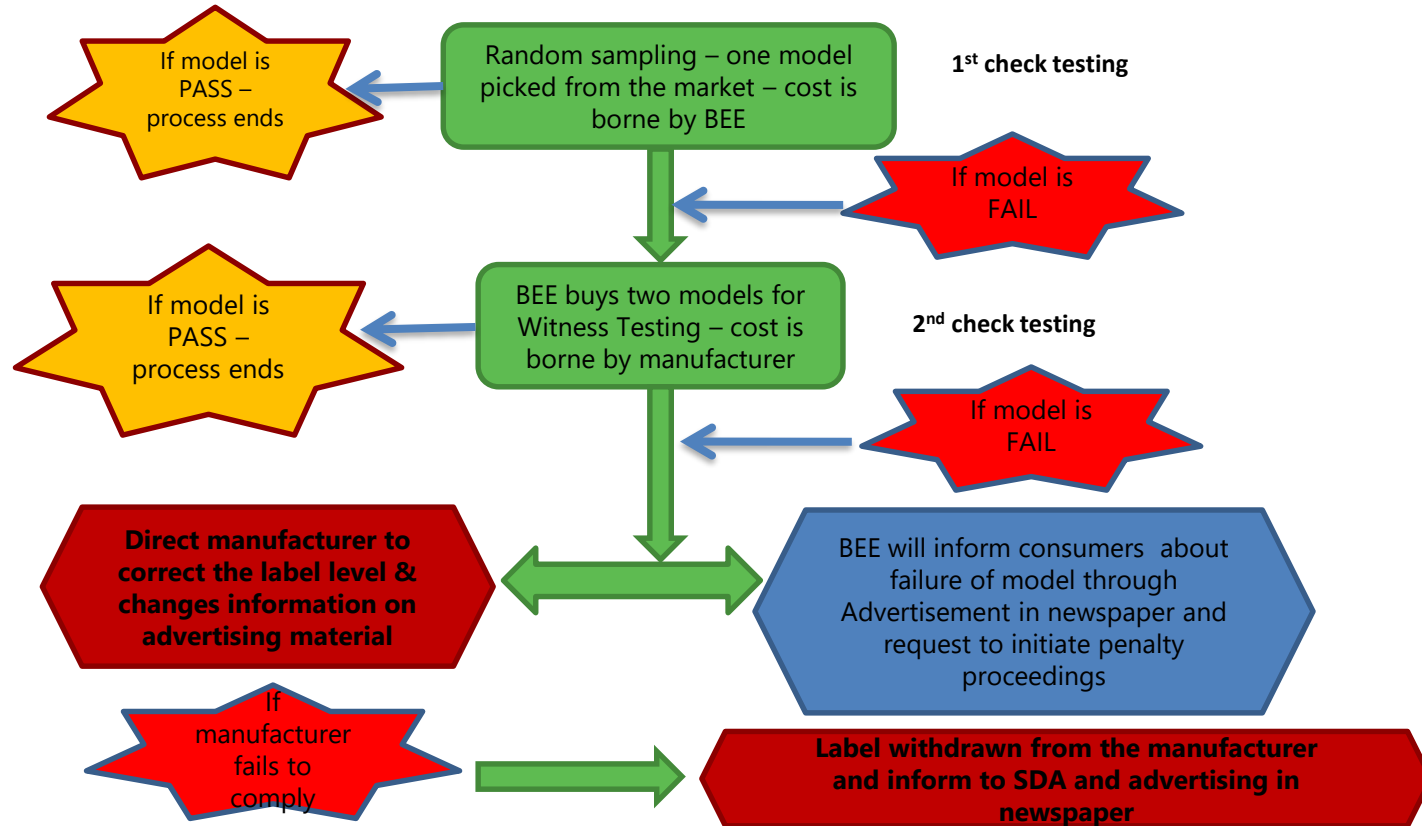 If model is
PASS –
process ends
Random sampling – one model
picked from the market – cost is
borne by BEE
1st check testing
If model is
FAIL
If model is
PASS –
process ends
BEE buys two models for
Witness Testing – cost is
borne by manufacturer
2nd check testing
If model is
FAIL
Direct manufacturer to
correct the label level &
changes information on
advertising material
BEE will inform consumers about
failure of model through
Advertisement in newspaper and
request to initiate penalty
proceedings
If
manufacturer
fails to
comply
Label withdrawn from the manufacturer
and inform to SDA and advertising in
newspaper